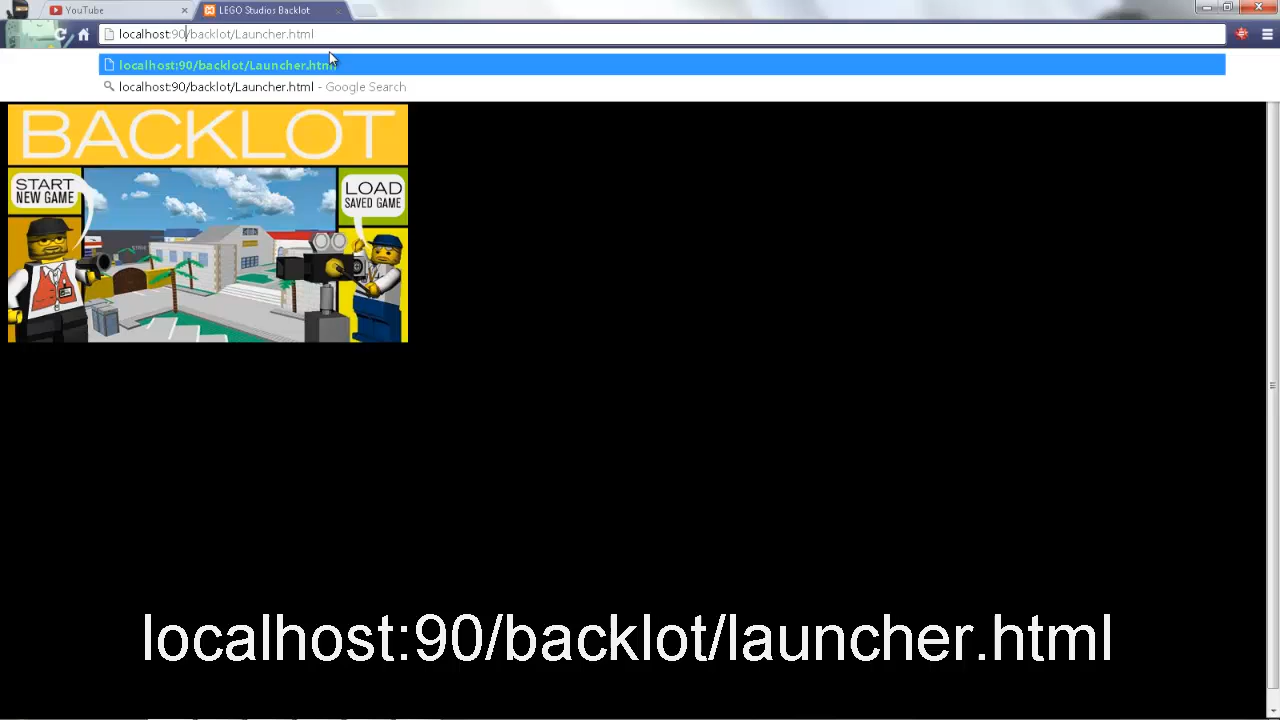 YouTube
LEGO Studios Backlot
localhost:90/backlot/Launcher.html
localhost:90/backlot/Launcher.html
localhost:90/backlot/Launcher.html - Google Search
BACKLOT
START
NEW GAME
LOAD
SAVED GAME
localhost:90/backlot/launcher.html